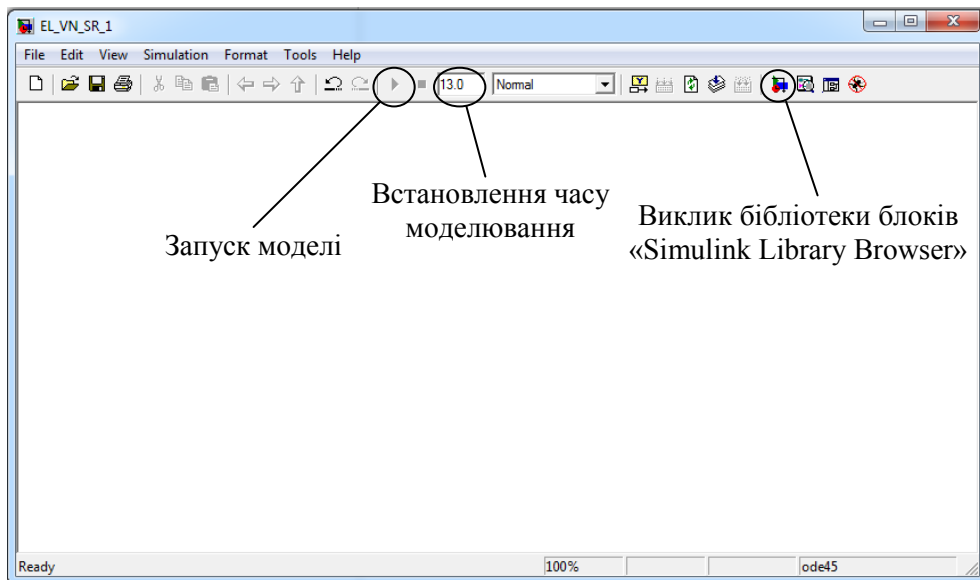 EL_VN_SR_1
File Edit View Simulation Format Tools Help
13.0 Normal
Встановлення часу
моделювання
Запуск моделі
Виклик бібліотеки блоків
«Simulink Library Browser»
Ready 100% ode45